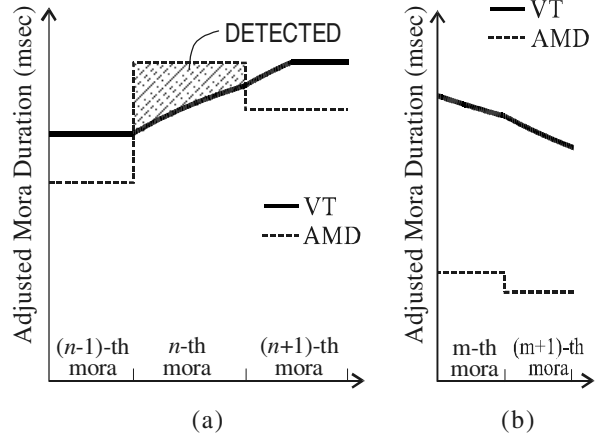 Adjusted Mora Duration (msec)
DETECTED
VT
AMD
(n-1)-th
mora
n-th
mora
(n+1)-th
mora
(a)
Adjusted Mora Duration (msec)
VT
AMD
m-th
mora
(m+1)-th
mora
(b)